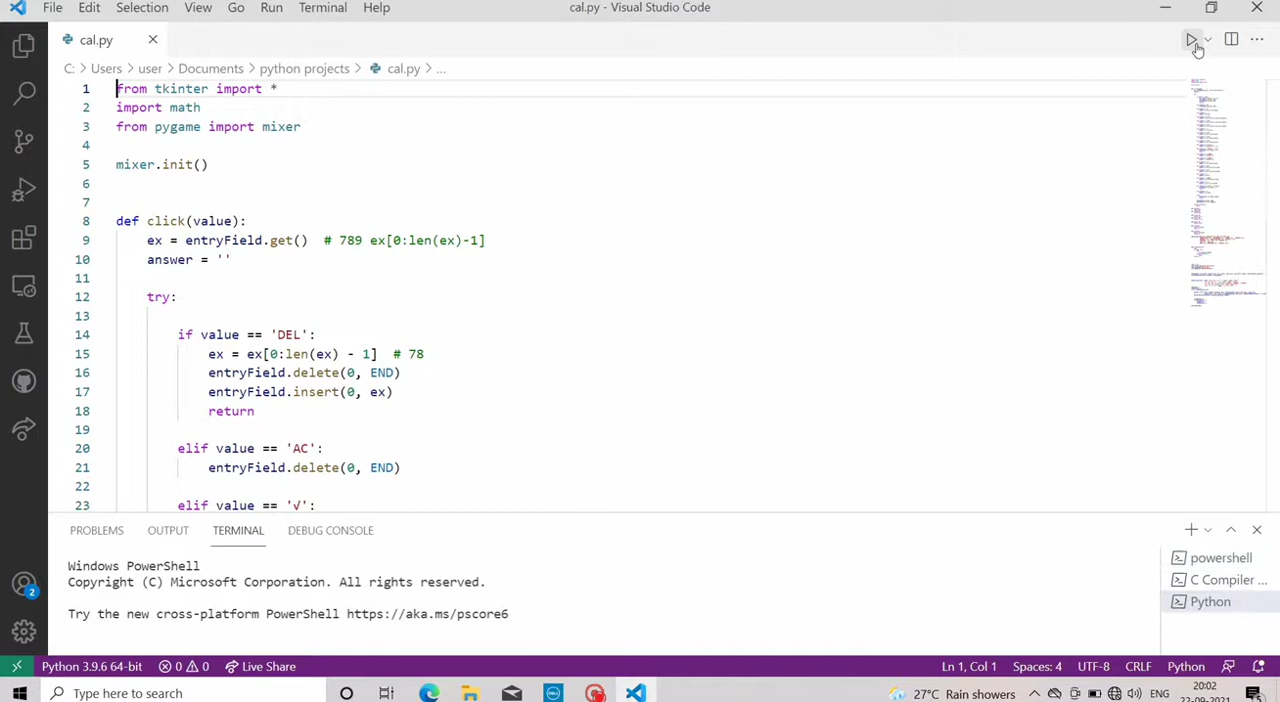 File Edit Selection View Go Run Terminal Help cal.py - Visual Studio Code
cal.py
C: > Users > user > Documents > python projects > cal.py > ...
1 from tkinter import *
2 import math
3 from pygame import mixer
4
5 mixer.init()
6
7
8 def click(value):
9 ex = entryField.get() # 789 ex[0:len(ex)-1]
10 answer = ''
11
12 try:
13
14 if value == 'DEL':
15 ex = ex[0:len(ex) - 1] # 78
16 entryField.delete(0, END)
17 entryField.insert(0, ex)
18 return
19
20 elif value == 'AC':
21 entryField.delete(0, END)
22
23 elif value == '√':
PROBLEMS OUTPUT TERMINAL DEBUG CONSOLE
Windows PowerShell
Copyright (C) Microsoft Corporation. All rights reserved.
Try the new cross-platform PowerShell https://aka.ms/pscore6
powershell
C Compiler ...
Python
2
Python 3.9.6 64-bit 0 0 Live Share Ln 1, Col 1 Spaces: 4 UTF-8 CRLF Python
Type here to search DELL 27°C Rain showers ENG 20:02
22-09-2021